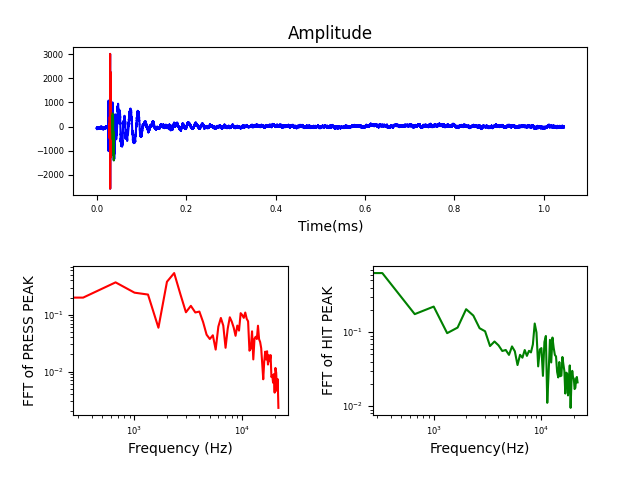 Amplitude
3000
2000
1000
0
−1000
−2000
0.0 0.2 0.4 0.6 0.8 1.0
Time(ms)
FFT of PRESS PEAK
10⁻¹
10⁻²
10³ 10⁴
Frequency (Hz)
FFT of HIT PEAK
10⁻¹
10⁻²
10³ 10⁴
Frequency(Hz)